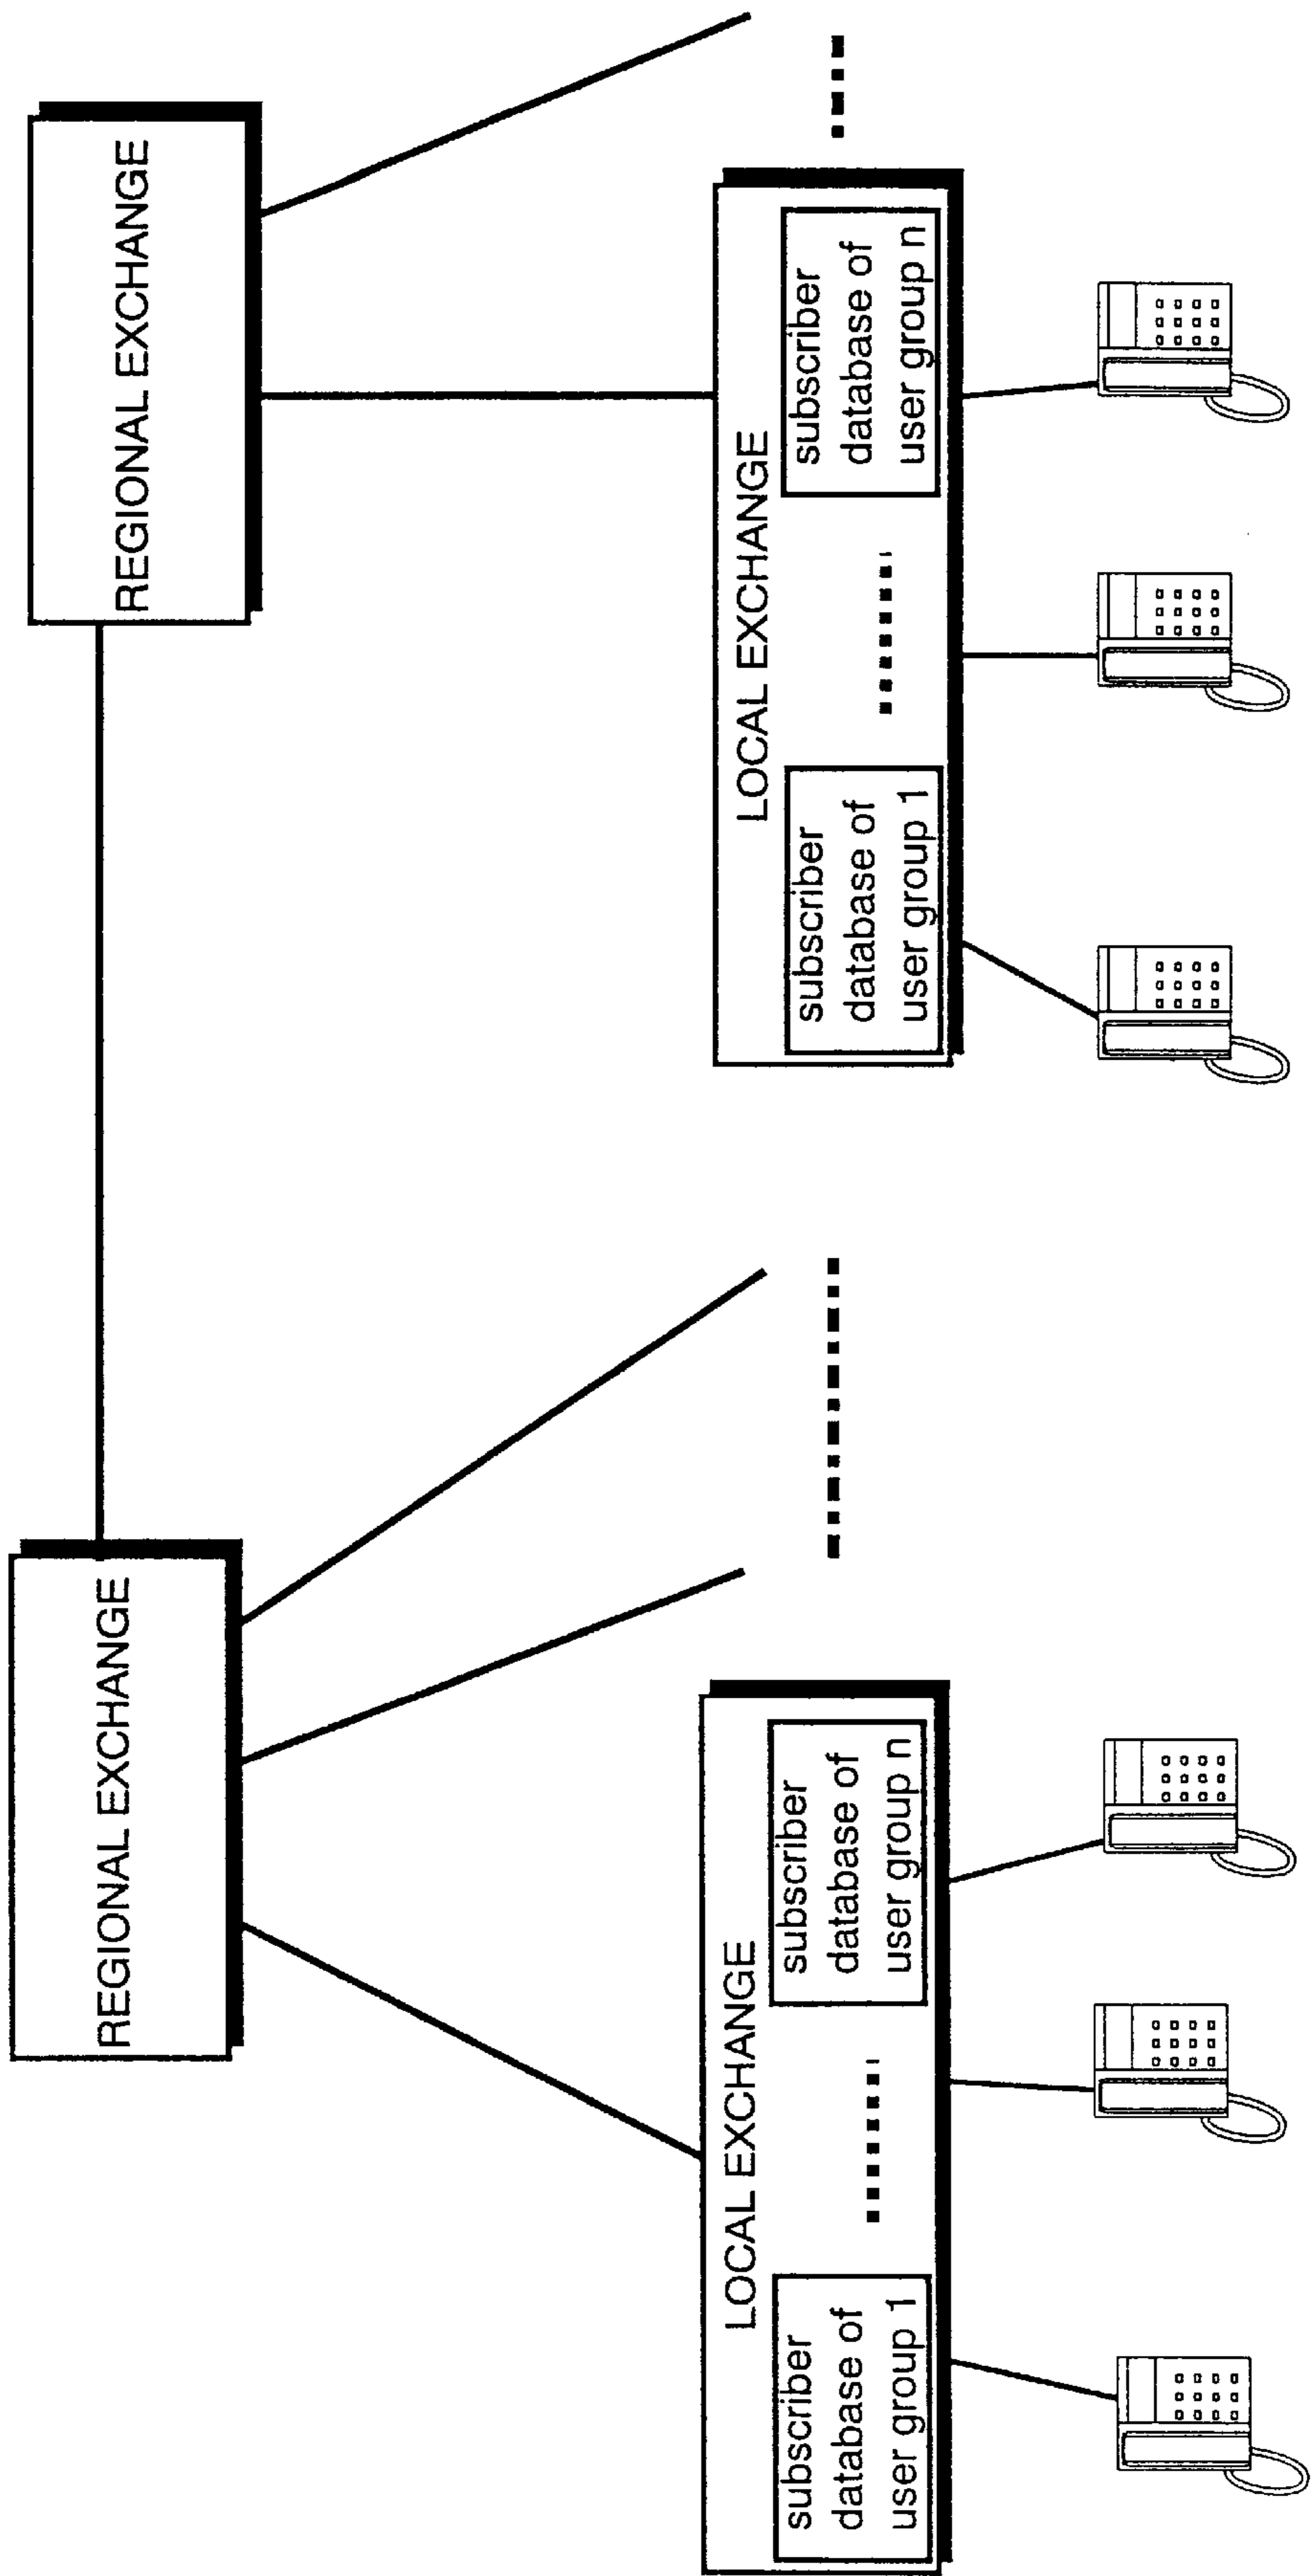 REGIONAL EXCHANGE
REGIONAL EXCHANGE
LOCAL EXCHANGE
subscriber
database of
user group 1
subscriber
database of
user group n
LOCAL EXCHANGE
subscriber
database of
user group 1
subscriber
database of
user group n